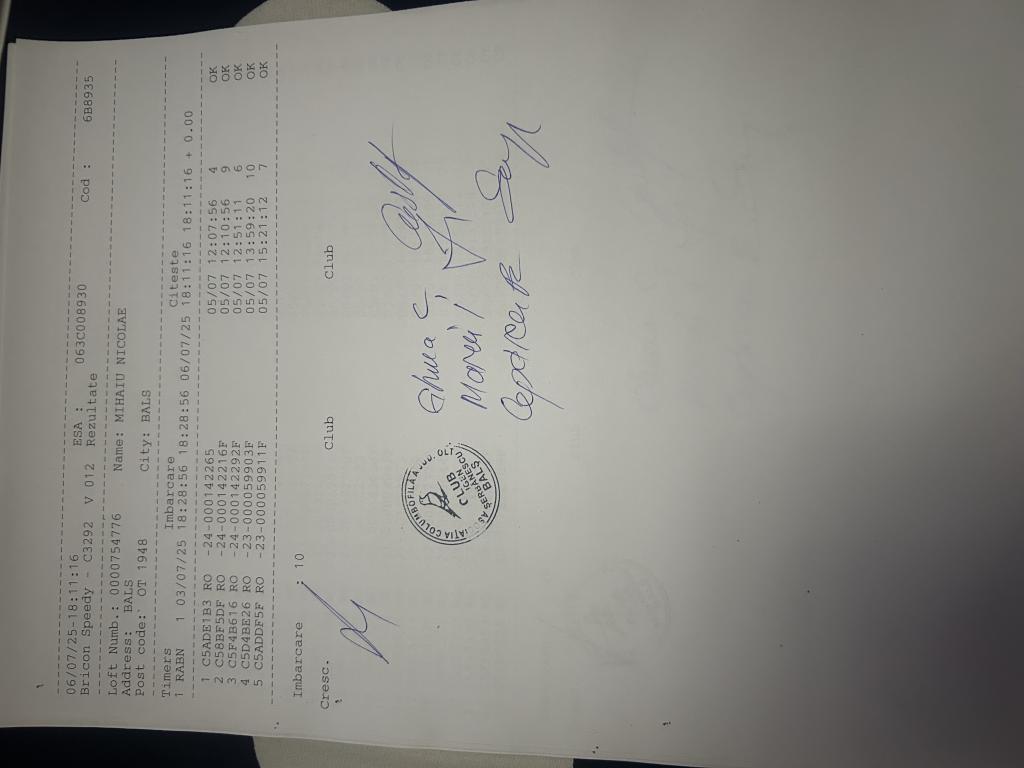 06/07/25-18:11:16
Bricon Speedy - C3292 V 012 ESA : 063C008930
Rezultate Cod : 6B8935
Loft Numb.: 0000754776 Name: MIHAIU NICOLAE
Address: BALS
Post code: OT 1948 City: BALS
Timers Imbarcare Citeste
1 RABN 1 03/07/25 18:28:56 18:28:56 06/07/25 18:11:16 18:11:16 + 0.00
1 C5ADE1B3 RO -24-000142265 05/07 12:07:56 4 OK
2 C58BF5DF RO -24-000142216F 05/07 12:10:56 9 OK
3 C5F4B616 RO -24-000142292F 05/07 12:51:11 6 OK
4 C5D4BE26 RO -23-000059903F 05/07 13:59:20 10 OK
5 C5ADDF5F RO -23-000059911F 05/07 15:21:12 7 OK
Imbarcare : 10
Cresc. Club Club
ASOCIATIA COLUMBOFILA JUD. OLT
CLUB
"GEN
SERBANESCU
BALS